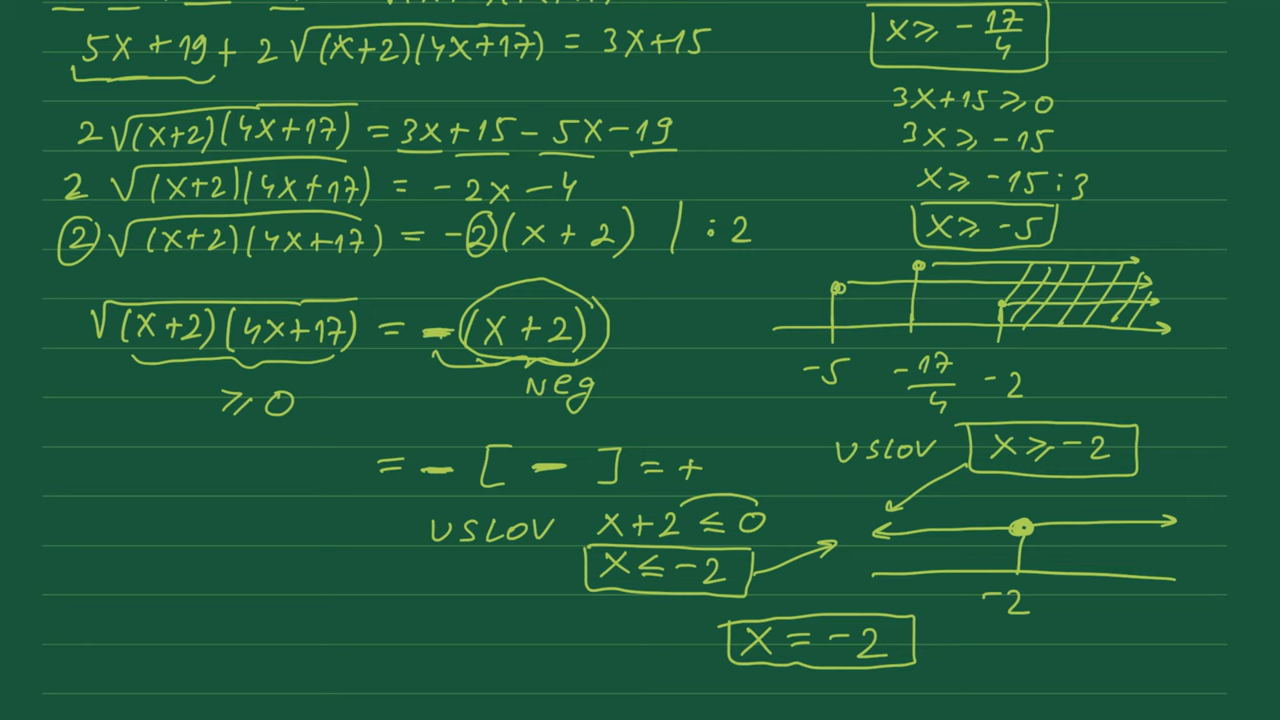 5x+19+2√(x+2)(4x+17) = 3x+15
2√(x+2)(4x+17) = 3x+15-5x-19
2√(x+2)(4x+17) = -2x-4
2√(x+2)(4x+17) = -2(x+2) | :2
√(x+2)(4x+17) = -(x+2)
≥0
Neg
= - [ - ] = +
USLOV x+2 ≤ 0
x ≤ -2
x = -2
x ≥ -17/4
3x+15 ≥ 0
3x ≥ -15
x ≥ -15:3
x ≥ -5
-5 -17/4 -2
USLOV x ≥ -2
-2